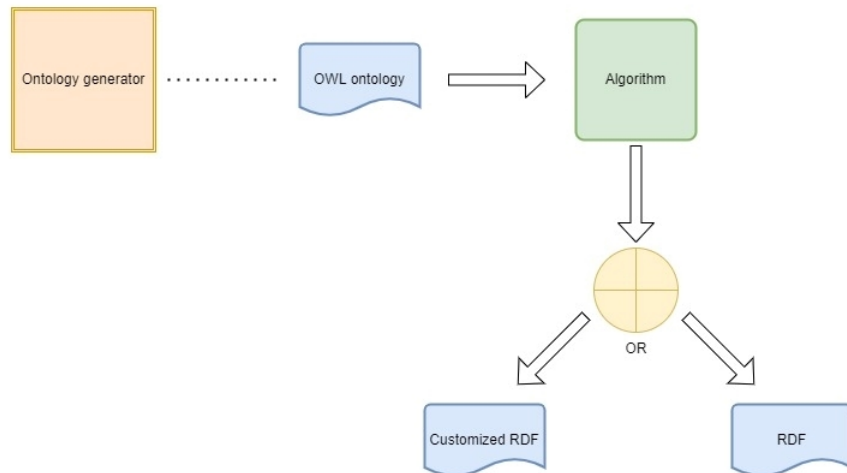 Ontology generator
OWL ontology
Algorithm
OR
Customized RDF
RDF